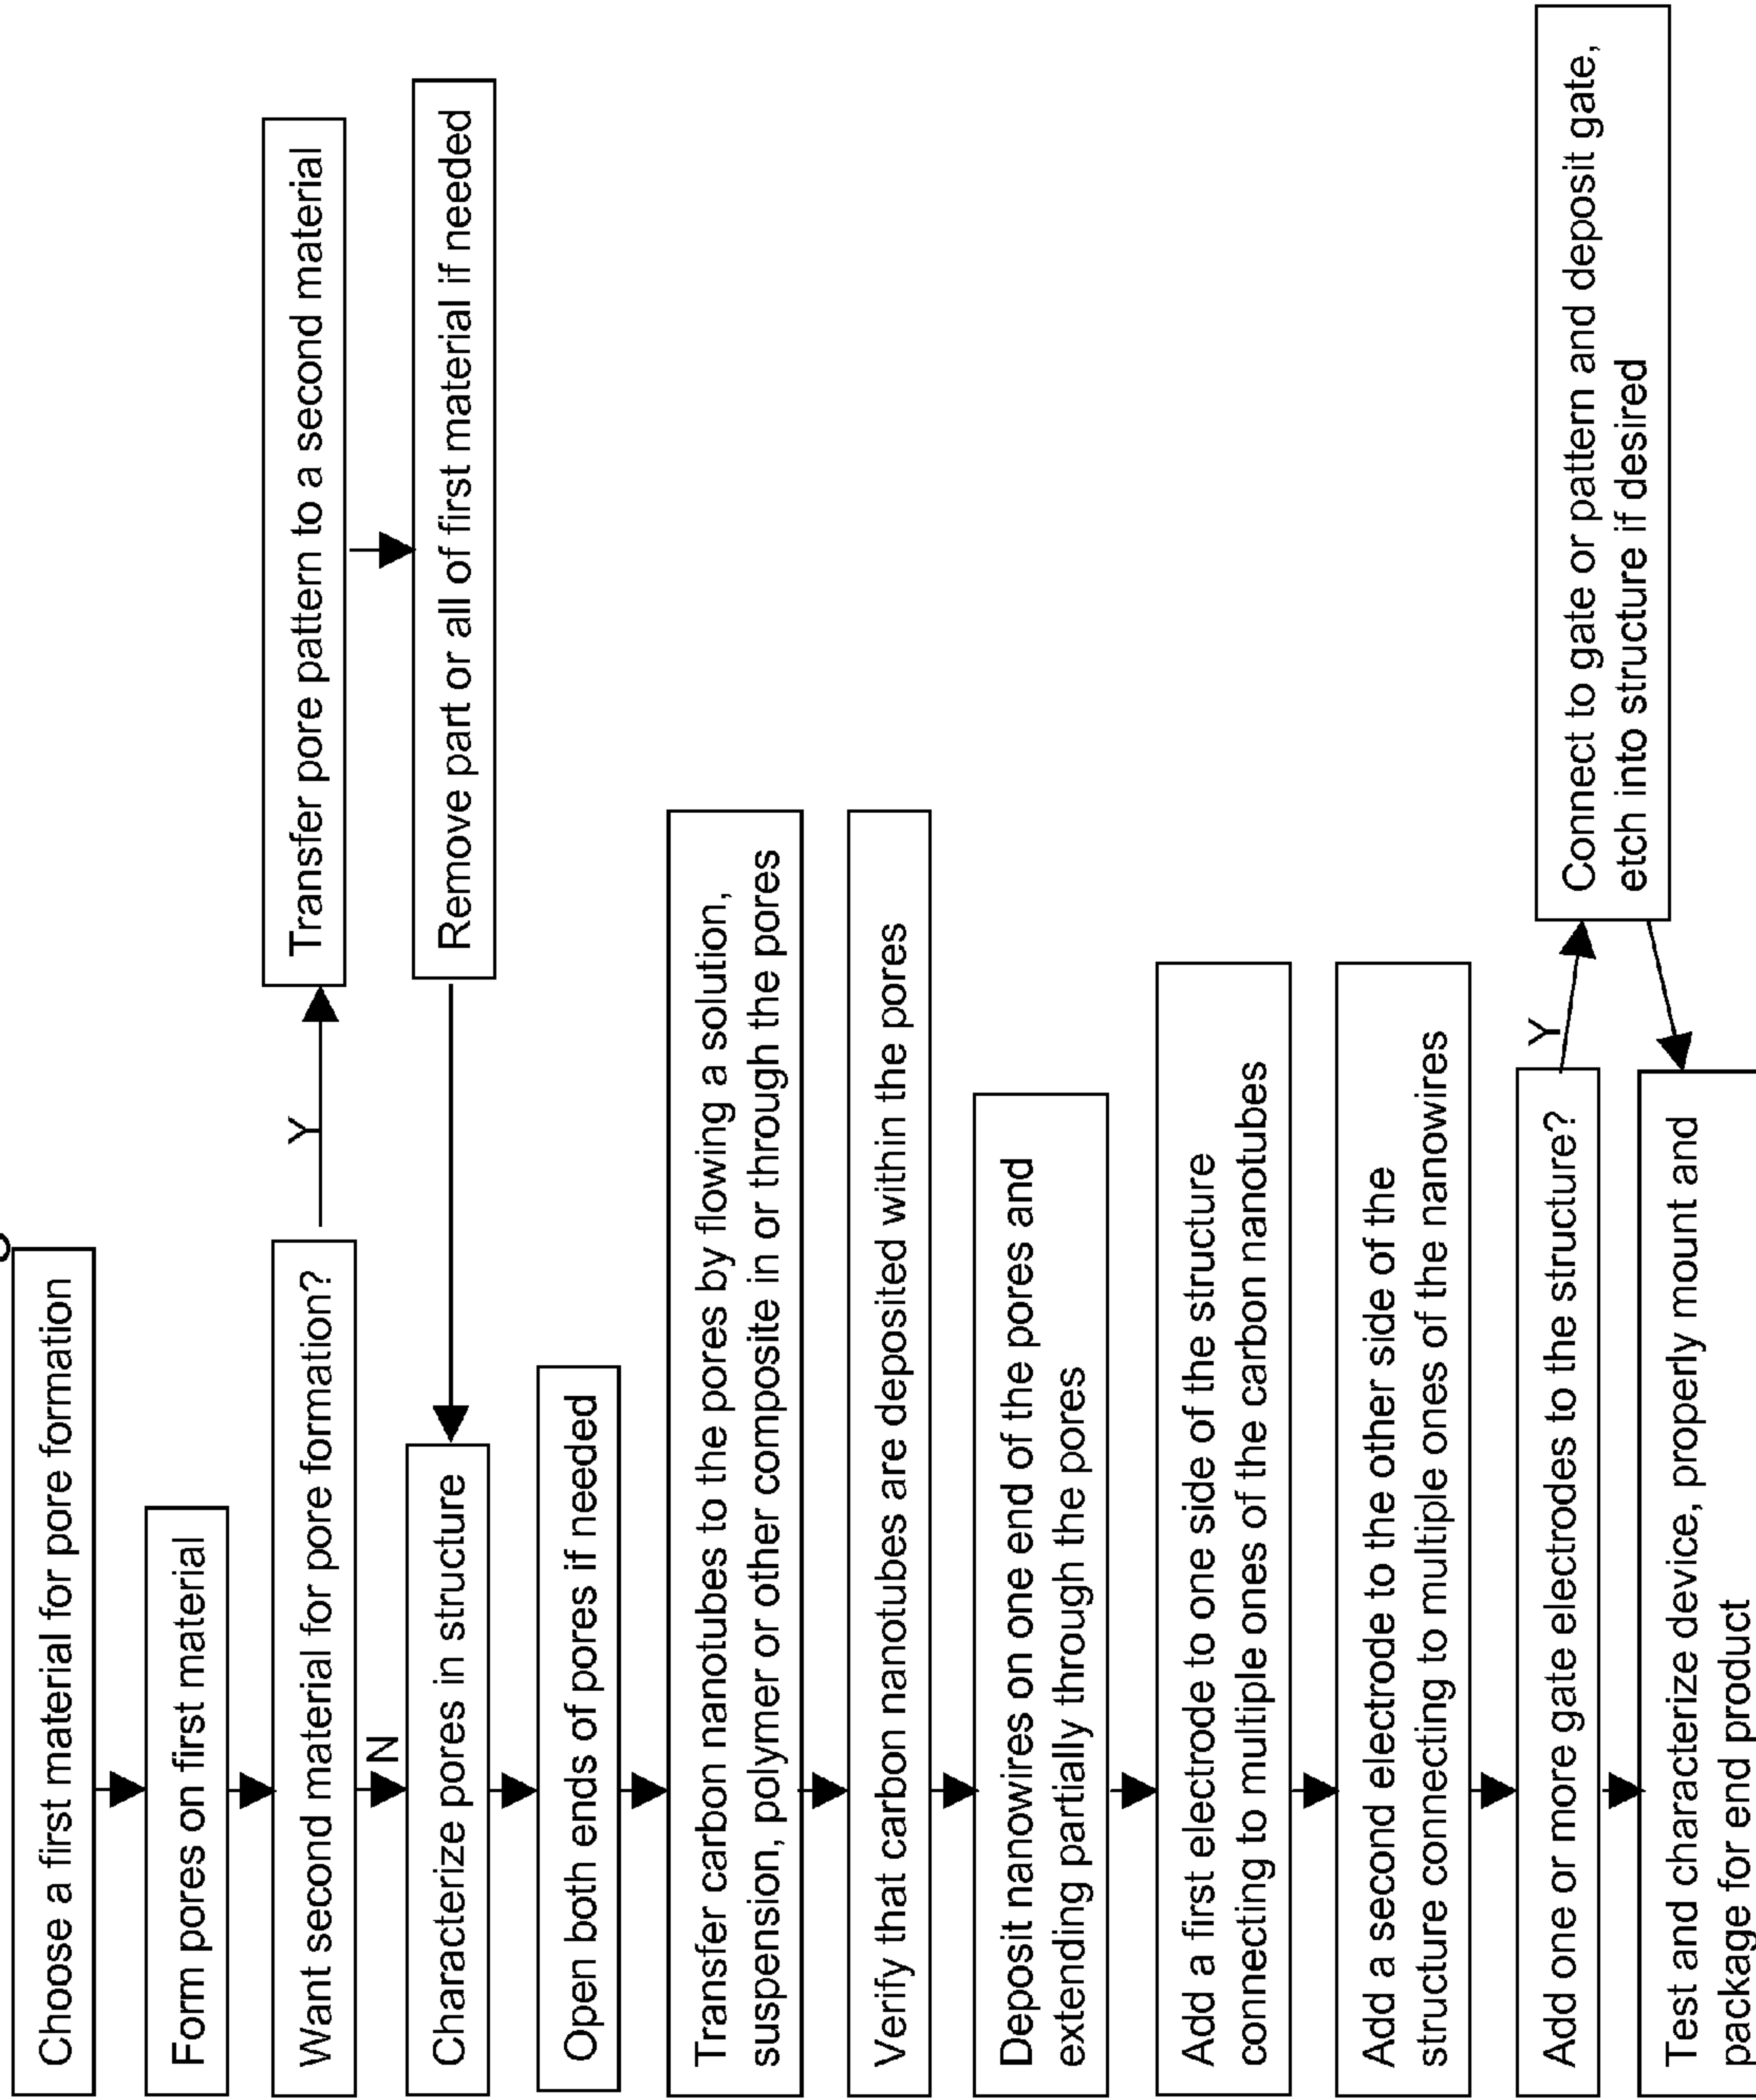 Choose a first material for pore formation
Form pores on first material
Want second material for pore formation?
Y
Transfer pore pattern to a second material
Remove part or all of first material if needed
N
Characterize pores in structure
Open both ends of pores if needed
Transfer carbon nanotubes to the pores by flowing a solution,
suspension, polymer or other composite in or through the pores
Verify that carbon nanotubes are deposited within the pores
Deposit nanowires on one end of the pores and
extending partially through the pores
Add a first electrode to one side of the structure
connecting to multiple ones of the carbon nanotubes
Add a second electrode to the other side of the
structure connecting to multiple ones of the nanowires
Add one or more gate electrodes to the structure?
Y
Connect to gate or pattern and deposit gate,
etch into structure if desired
Test and characterize device, properly mount and
package for end product